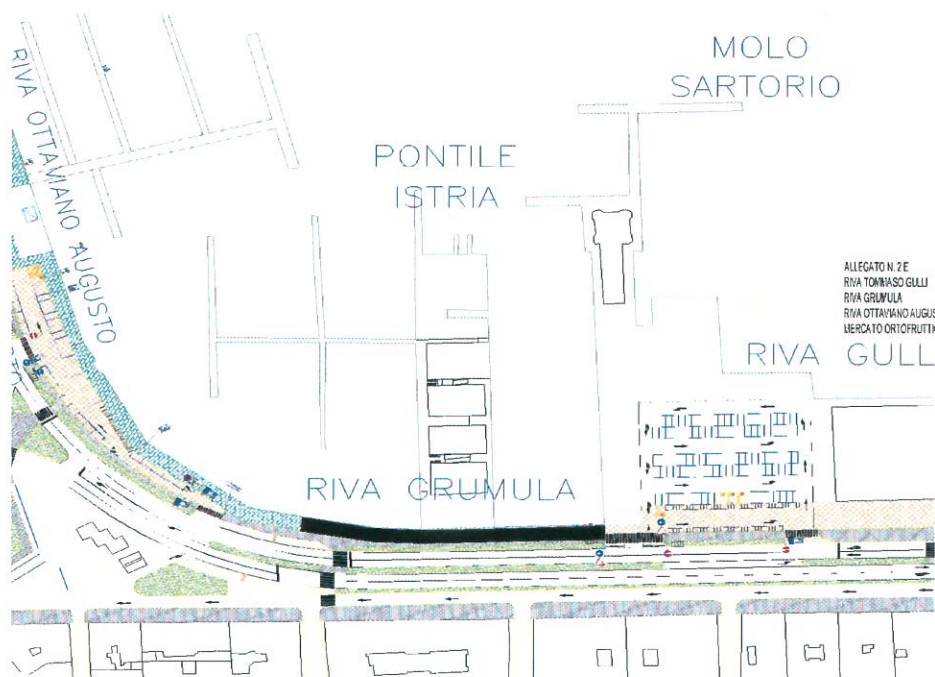 MOLO
SARTORIO
RIVA OTTAVIANO AUGUSTO
PONTILE
ISTRIA
ALLEGATO N. 2 E
RIVA TOMMASO GULLI
RIVA GRUMULA
RIVA OTTAVIANO AUGUS
MERCATO ORTOFRUTTI
RIVA GULL
RIVA GRUMULA